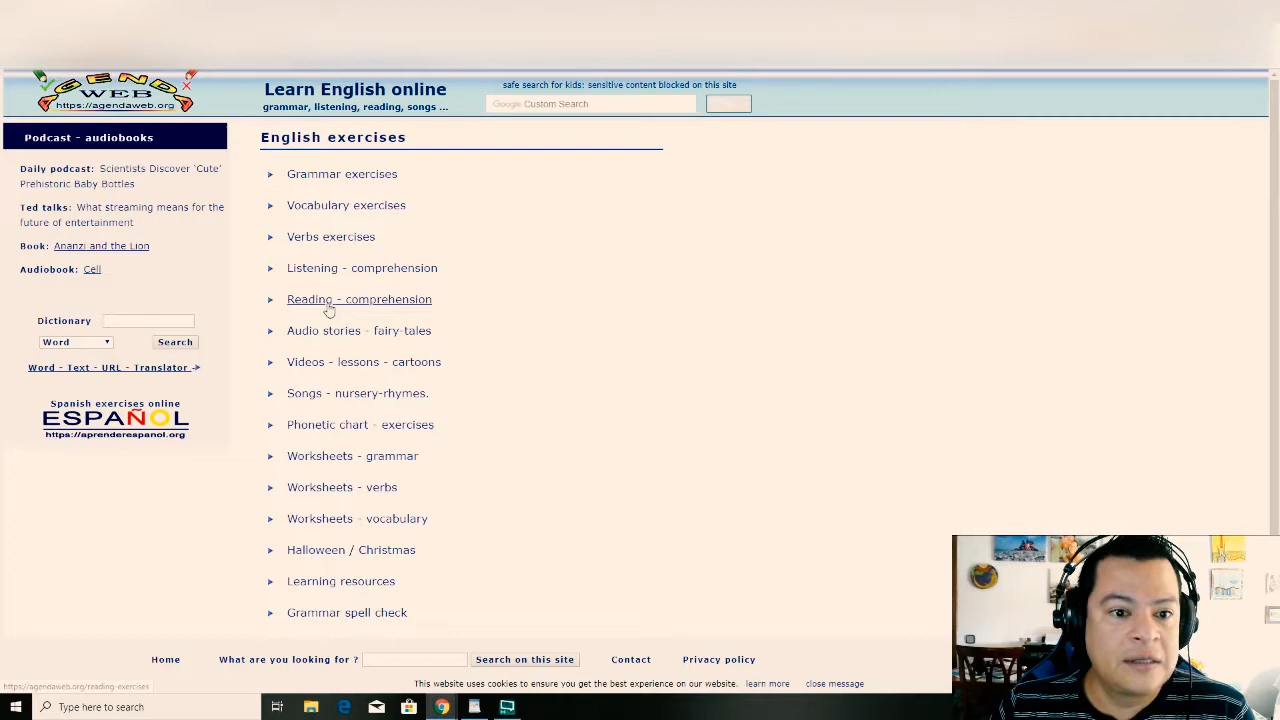 AGENDA
WEB
https://agendaweb.org
Learn English online
grammar, listening, reading, songs ...
safe search for kids: sensitive content blocked on this site
Google Custom Search
Podcast - audiobooks
Daily podcast: Scientists Discover ‘Cute’
Prehistoric Baby Bottles
Ted talks: What streaming means for the
future of entertainment
Book: Ananzi and the Lion
Audiobook: Cell
Dictionary
Word
Search
Word - Text - URL - Translator
Spanish exercises online
ESPAÑOL
https://aprenderespanol.org
English exercises
Grammar exercises
Vocabulary exercises
Verbs exercises
Listening - comprehension
Reading - comprehension
Audio stories - fairy-tales
Videos - lessons - cartoons
Songs - nursery-rhymes.
Phonetic chart - exercises
Worksheets - grammar
Worksheets - verbs
Worksheets - vocabulary
Halloween / Christmas
Learning resources
Grammar spell check
Home What are you looking for ? Search on this site Contact Privacy policy
This website uses cookies to ensure you get the best experience on our website. learn more close message
https://agendaweb.org/reading-exercises
Type here to search